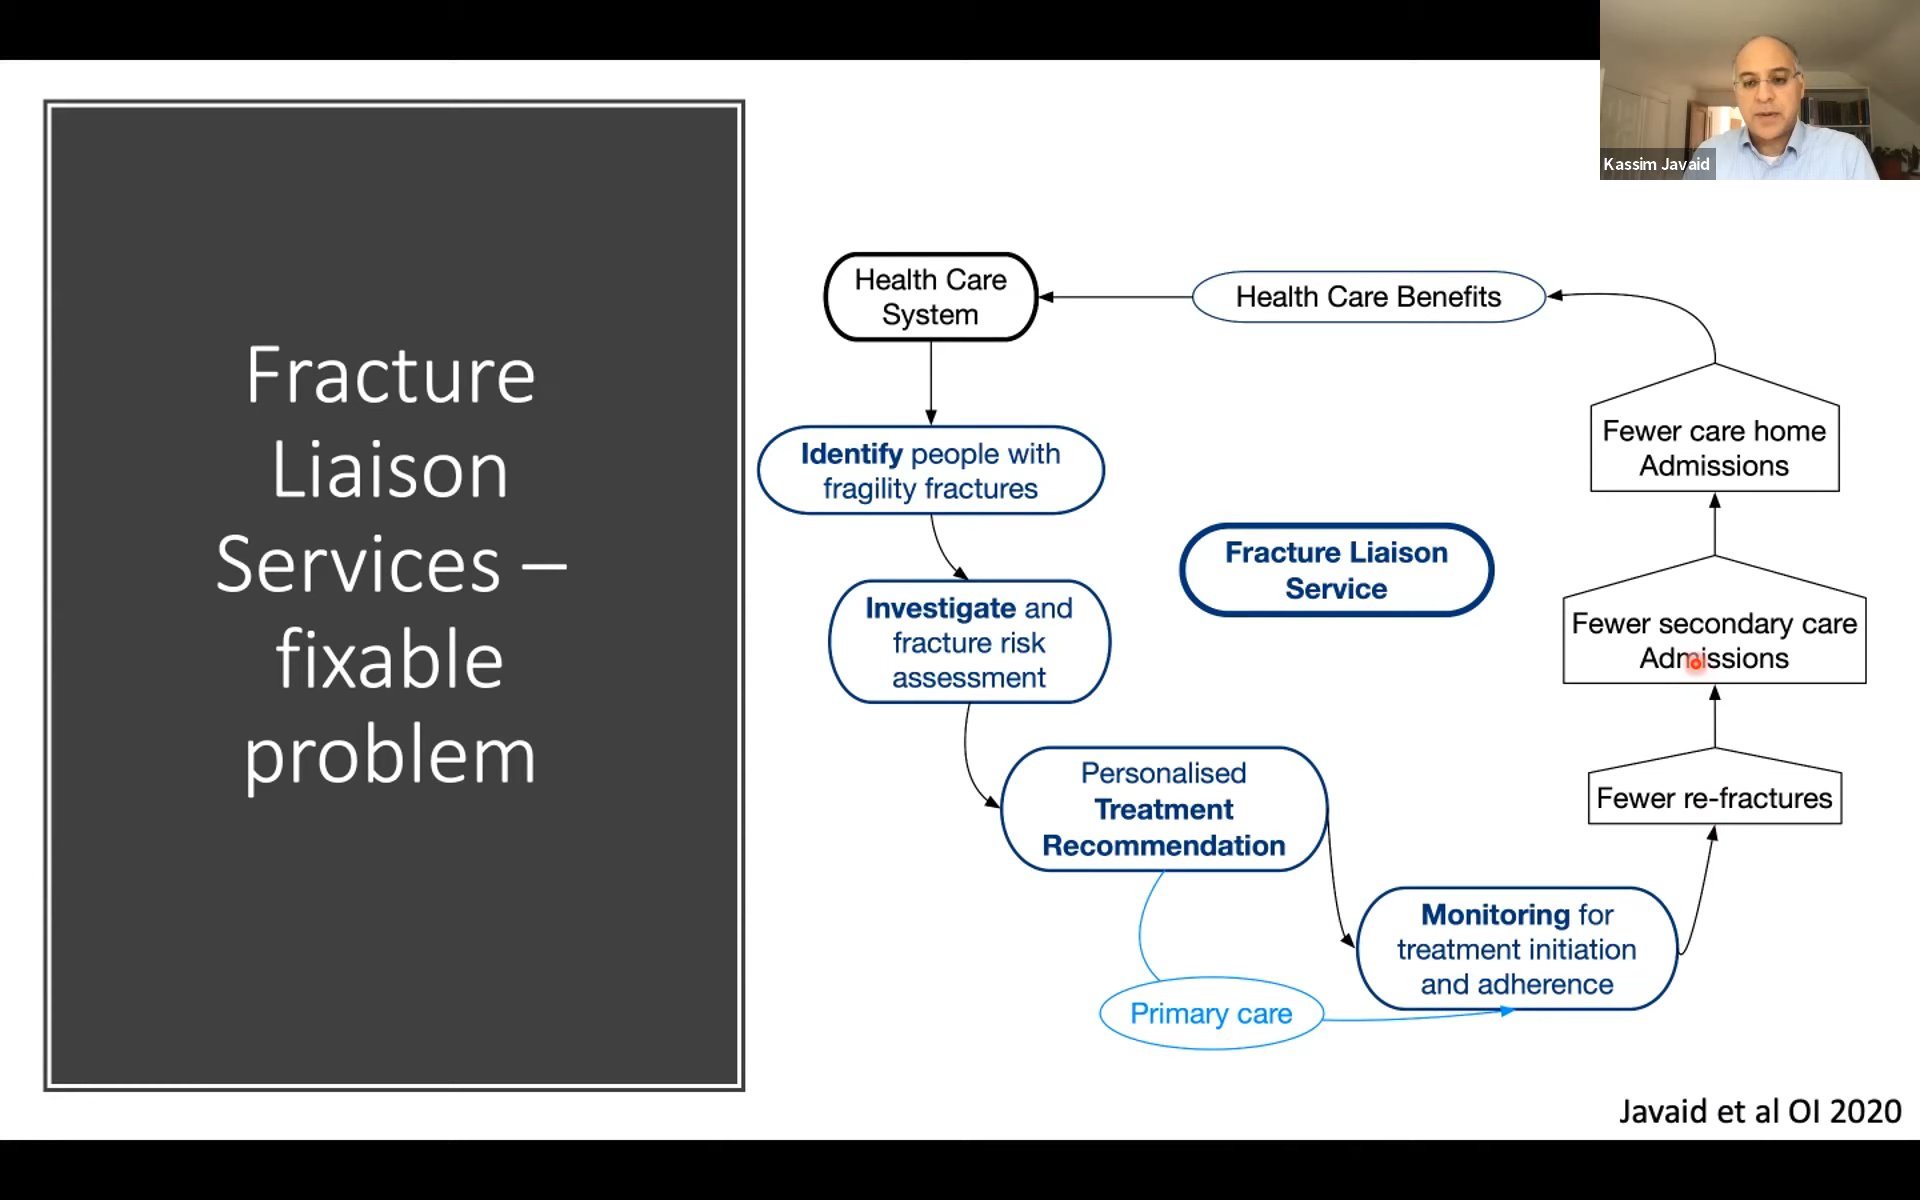 Kassim Javaid
Fracture
Liaison
Services –
fixable
problem
Health Care
System
Health Care Benefits
Identify people with
fragility fractures
Investigate and
fracture risk
assessment
Personalised
Treatment
Recommendation
Primary care
Monitoring for
treatment initiation
and adherence
Fracture Liaison
Service
Fewer care home
Admissions
Fewer secondary care
Admissions
Fewer re-fractures
Javaid et al OI 2020